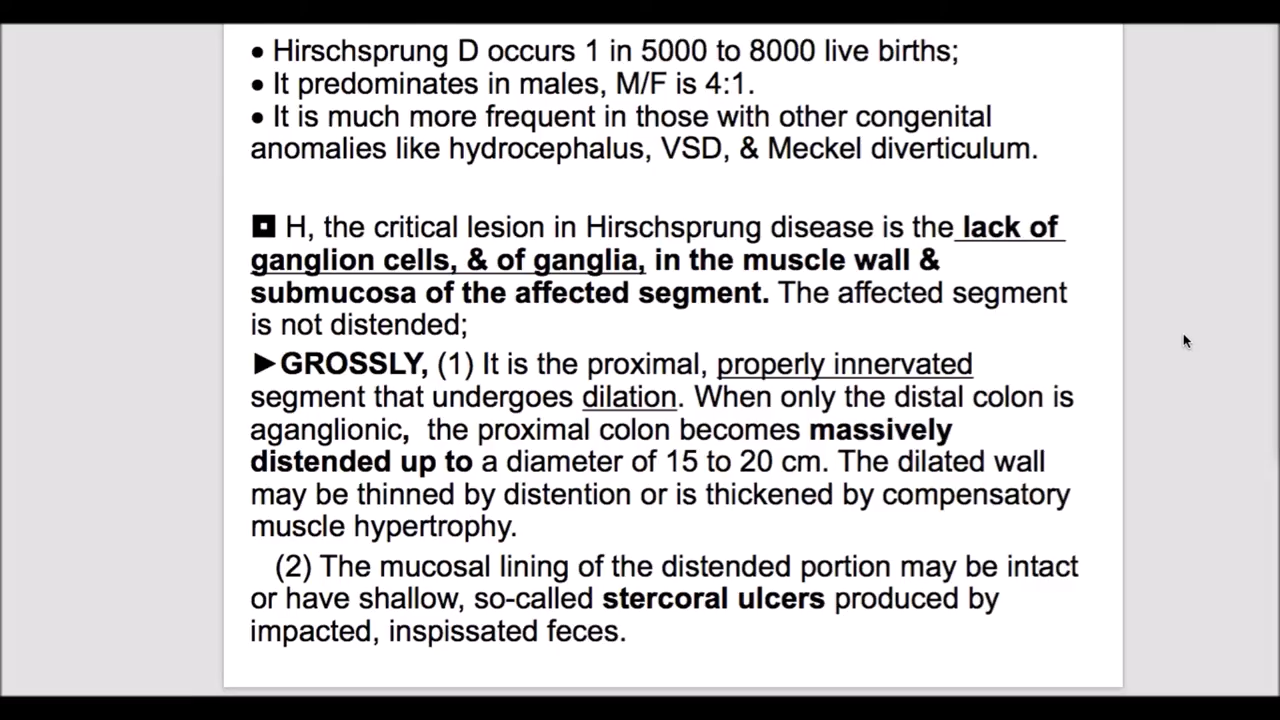 • Hirschsprung D occurs 1 in 5000 to 8000 live births;
• It predominates in males, M/F is 4:1.
• It is much more frequent in those with other congenital
anomalies like hydrocephalus, VSD, & Meckel diverticulum.
◘ H, the critical lesion in Hirschsprung disease is the lack of
ganglion cells, & of ganglia, in the muscle wall &
submucosa of the affected segment. The affected segment
is not distended;
►GROSSLY, (1) It is the proximal, properly innervated
segment that undergoes dilation. When only the distal colon is
aganglionic, the proximal colon becomes massively
distended up to a diameter of 15 to 20 cm. The dilated wall
may be thinned by distention or is thickened by compensatory
muscle hypertrophy.
(2) The mucosal lining of the distended portion may be intact
or have shallow, so-called stercoral ulcers produced by
impacted, inspissated feces.